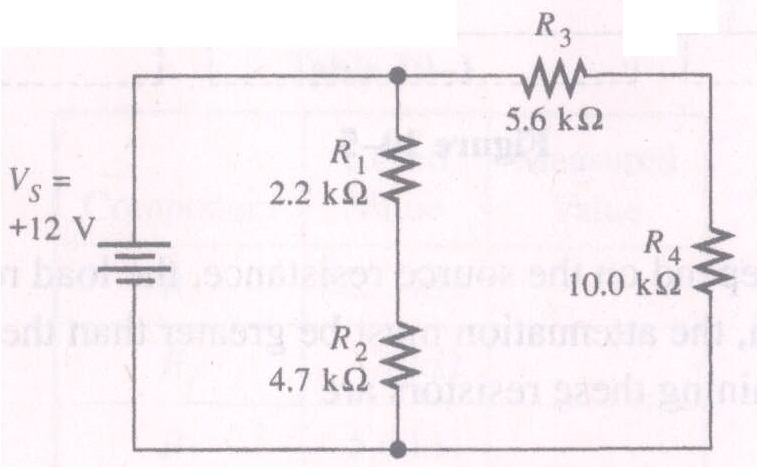 R3
5.6 kΩ
R1
2.2 kΩ
VS =
+12 V
R4
10.0 kΩ
R2
4.7 kΩ